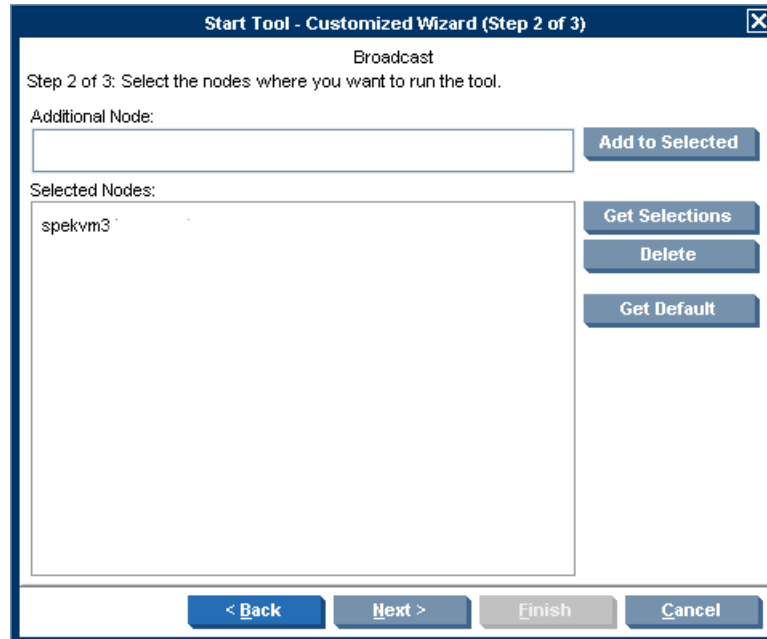 Start Tool - Customized Wizard (Step 2 of 3)
Broadcast
Step 2 of 3: Select the nodes where you want to run the tool.
Additional Node:
Add to Selected
Selected Nodes:
spekvm3
Get Selections
Delete
Get Default
< Back
Next >
Finish
Cancel